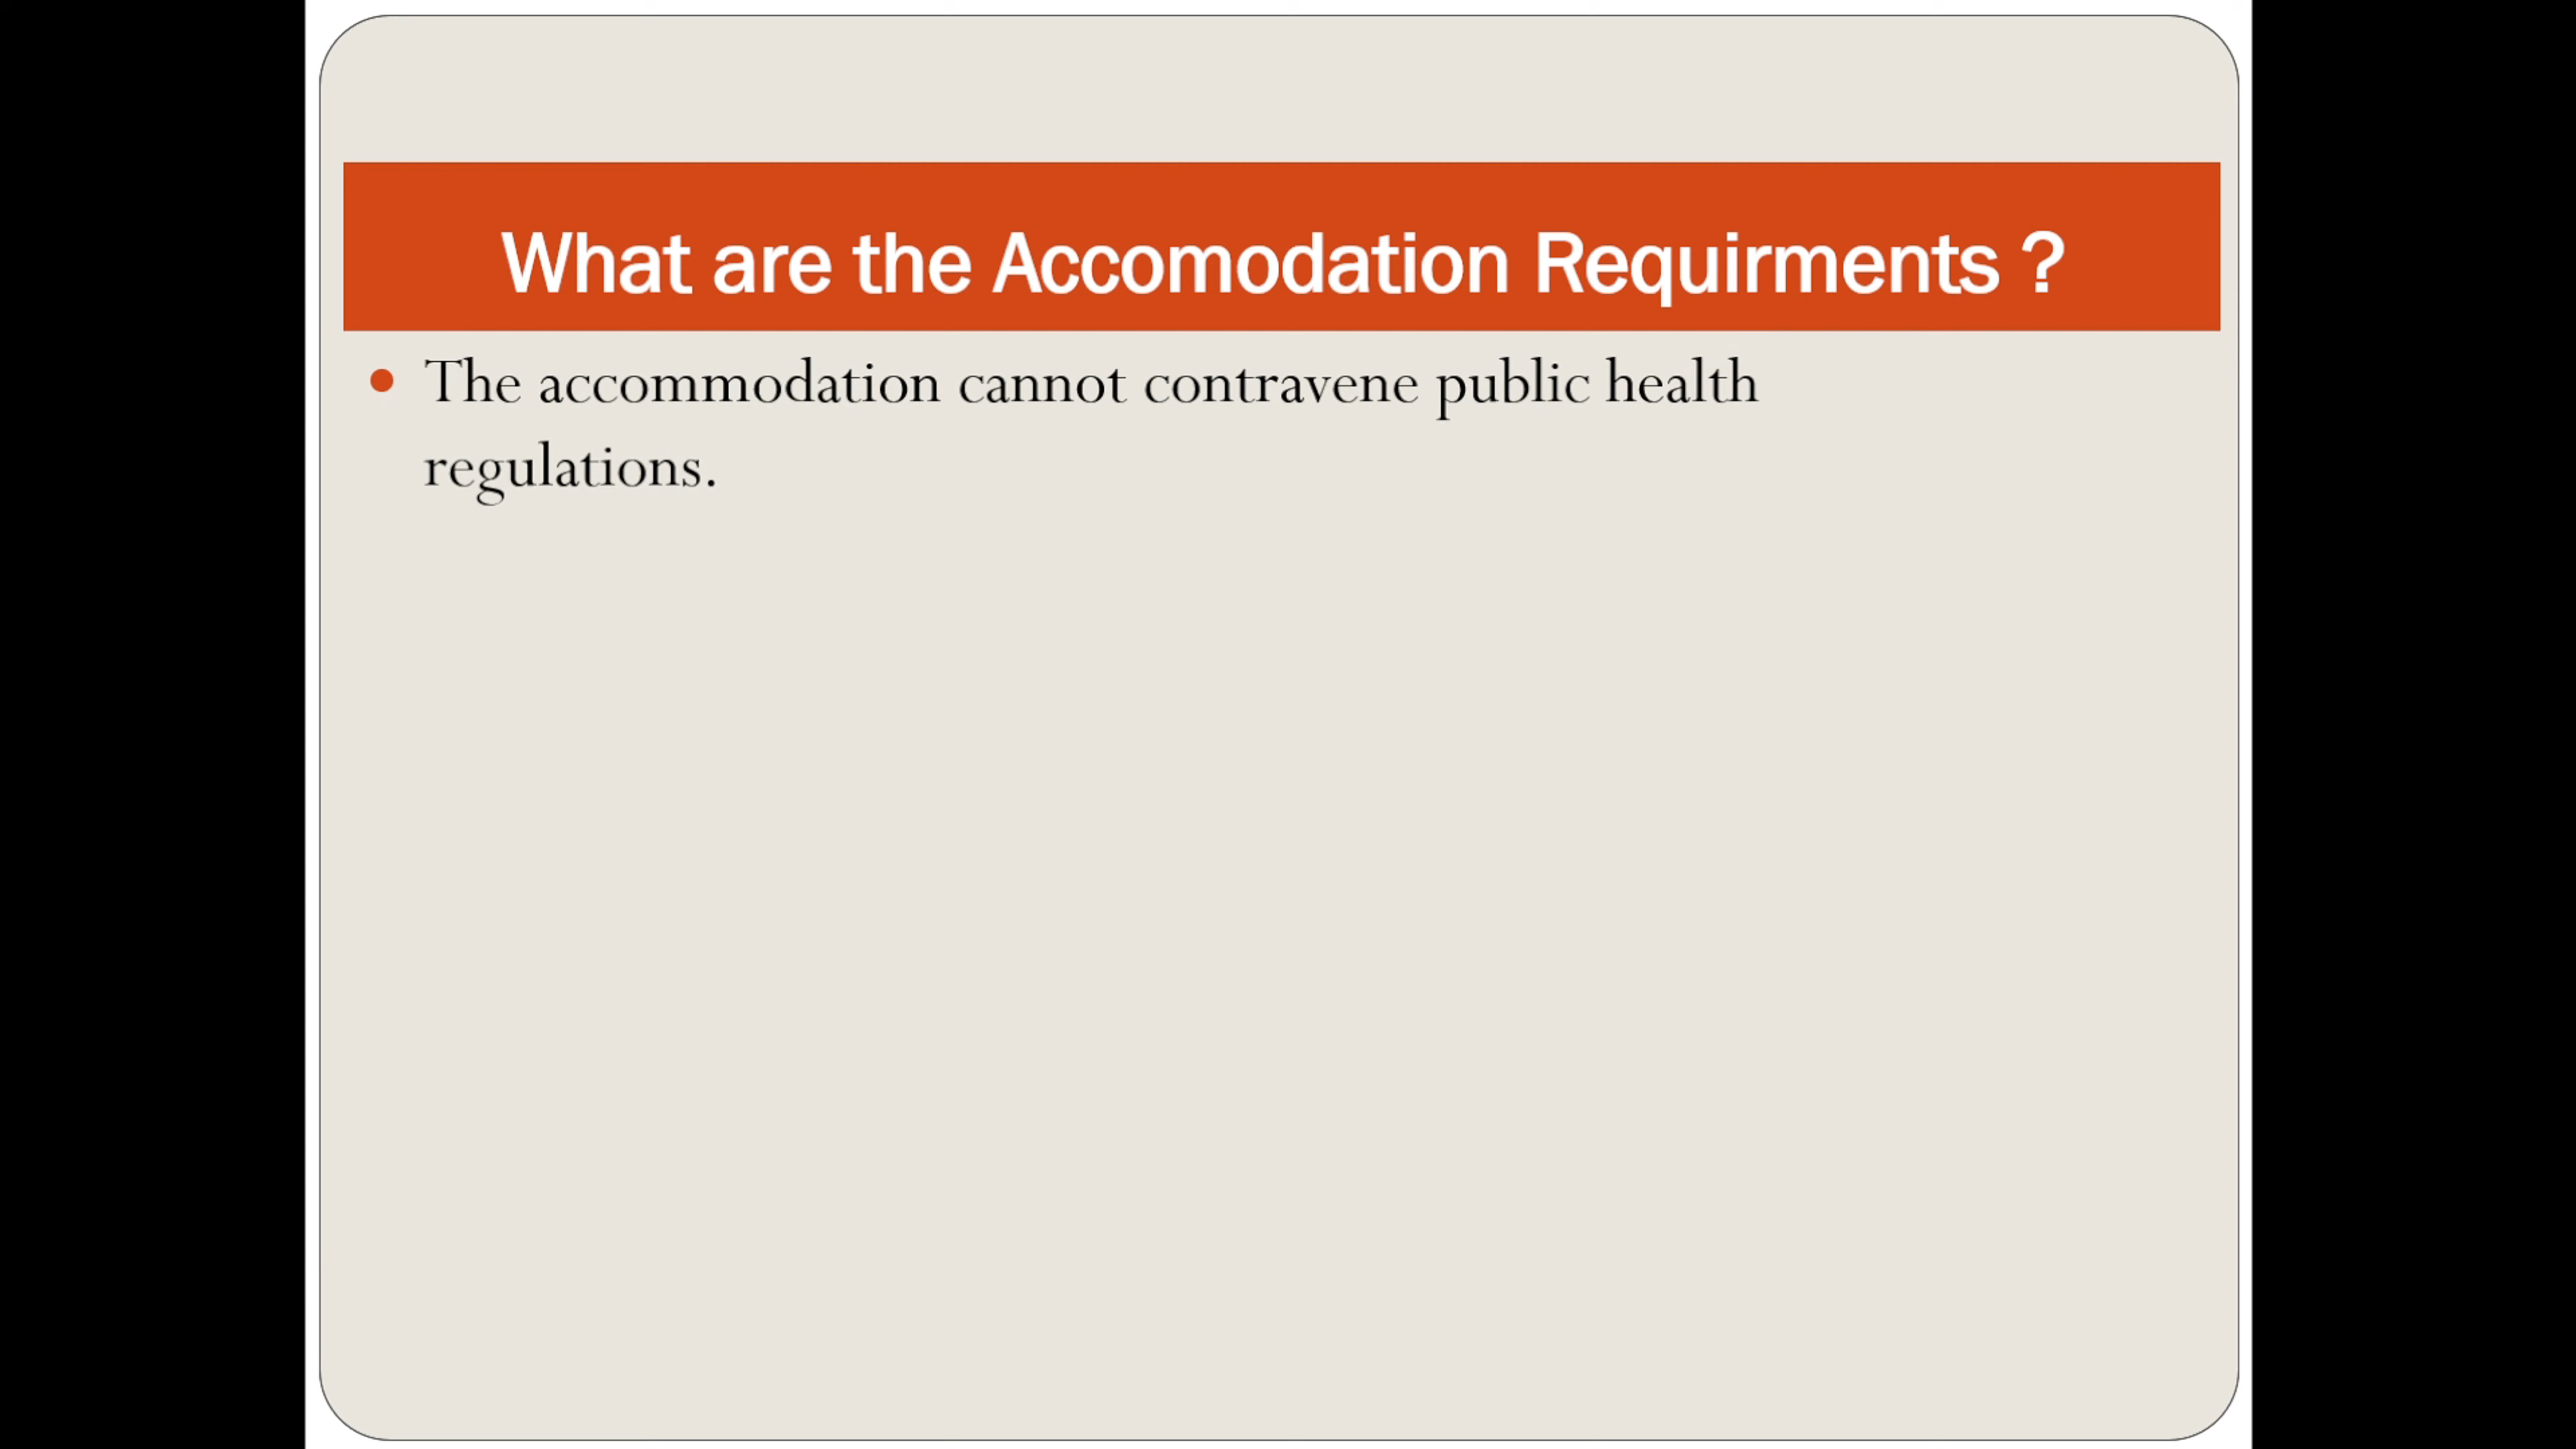 What are the Accomodation Requirments ?
• The accommodation cannot contravene public health
regulations.